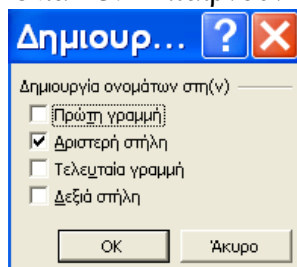 Δημιουρ...
Δημιουργία ονομάτων στη(ν)
Πρώτη γραμμή
Αριστερή στήλη
Τελευταία γραμμή
Δεξιά στήλη
OK
Άκυρο